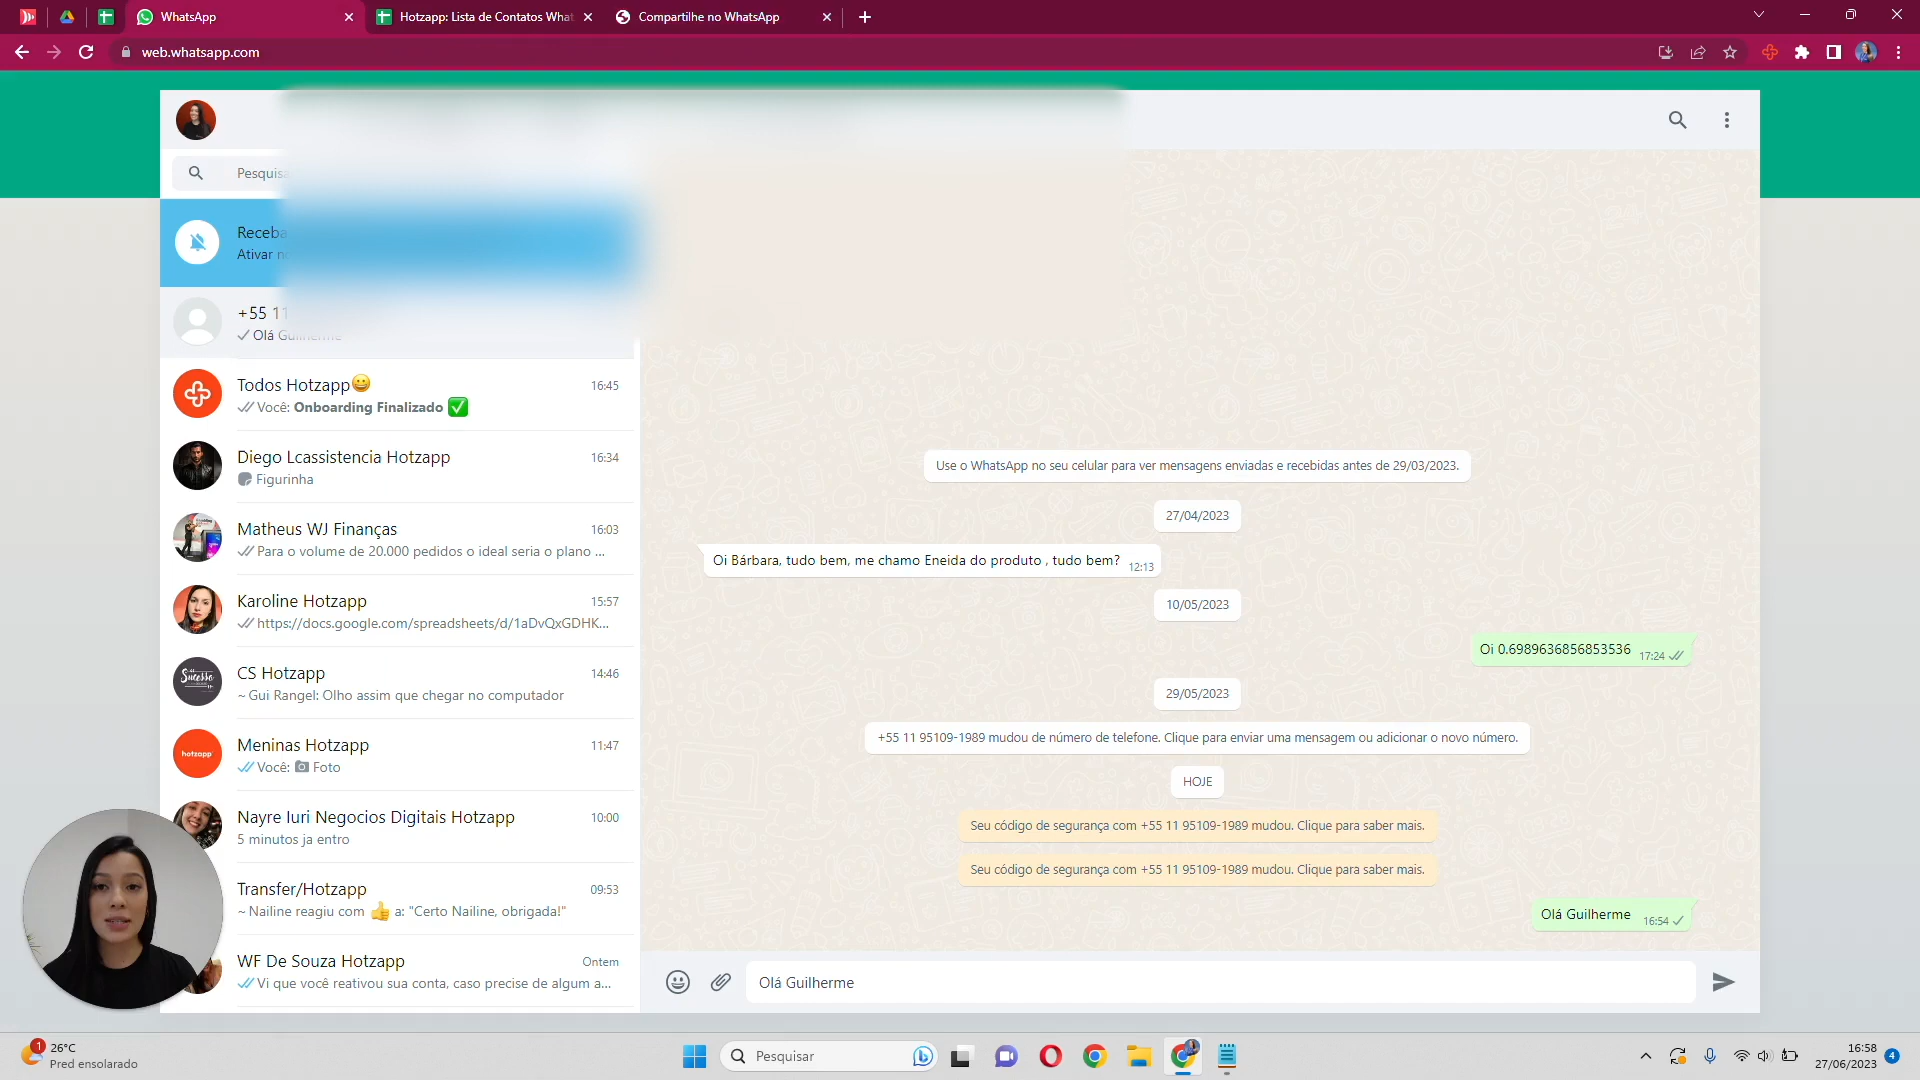 WhatsApp
Hotzapp: Lista de Contatos What
Compartilhe no WhatsApp
web.whatsapp.com
Pesquisa
Receba
Ativar
+55 11
Olá Guilherme
Todos Hotzapp😀
16:45
Você: Onboarding Finalizado ✅
Diego Lcassistencia Hotzapp
16:34
Figurinha
Matheus WJ Finanças
16:03
Para o volume de 20.000 pedidos o ideal seria o plano ...
Karoline Hotzapp
15:57
https://docs.google.com/spreadsheets/d/1aDvQxGDHK...
CS Hotzapp
14:46
~ Gui Rangel: Olho assim que chegar no computador
Sucesso
Meninas Hotzapp
11:47
Você: Foto
hotzapp
Nayre Iuri Negocios Digitais Hotzapp
10:00
5 minutos ja entro
Transfer/Hotzapp
09:53
~ Nailine reagiu com 👍 a: "Certo Nailine, obrigada!"
WF De Souza Hotzapp
Ontem
Vi que você reativou sua conta, caso precise de algum a...
Use o WhatsApp no seu celular para ver mensagens enviadas e recebidas antes de 29/03/2023.
27/04/2023
Oi Bárbara, tudo bem, me chamo Eneida do produto , tudo bem? 12:13
10/05/2023
Oi 0.6989636856853536 17:24
29/05/2023
+55 11 95109-1989 mudou de número de telefone. Clique para enviar uma mensagem ou adicionar o novo número.
HOJE
Seu código de segurança com +55 11 95109-1989 mudou. Clique para saber mais.
Seu código de segurança com +55 11 95109-1989 mudou. Clique para saber mais.
Olá Guilherme 16:54
Olá Guilherme
1
26°C
Pred ensolarado
Pesquisar
16:58
27/06/2023
4